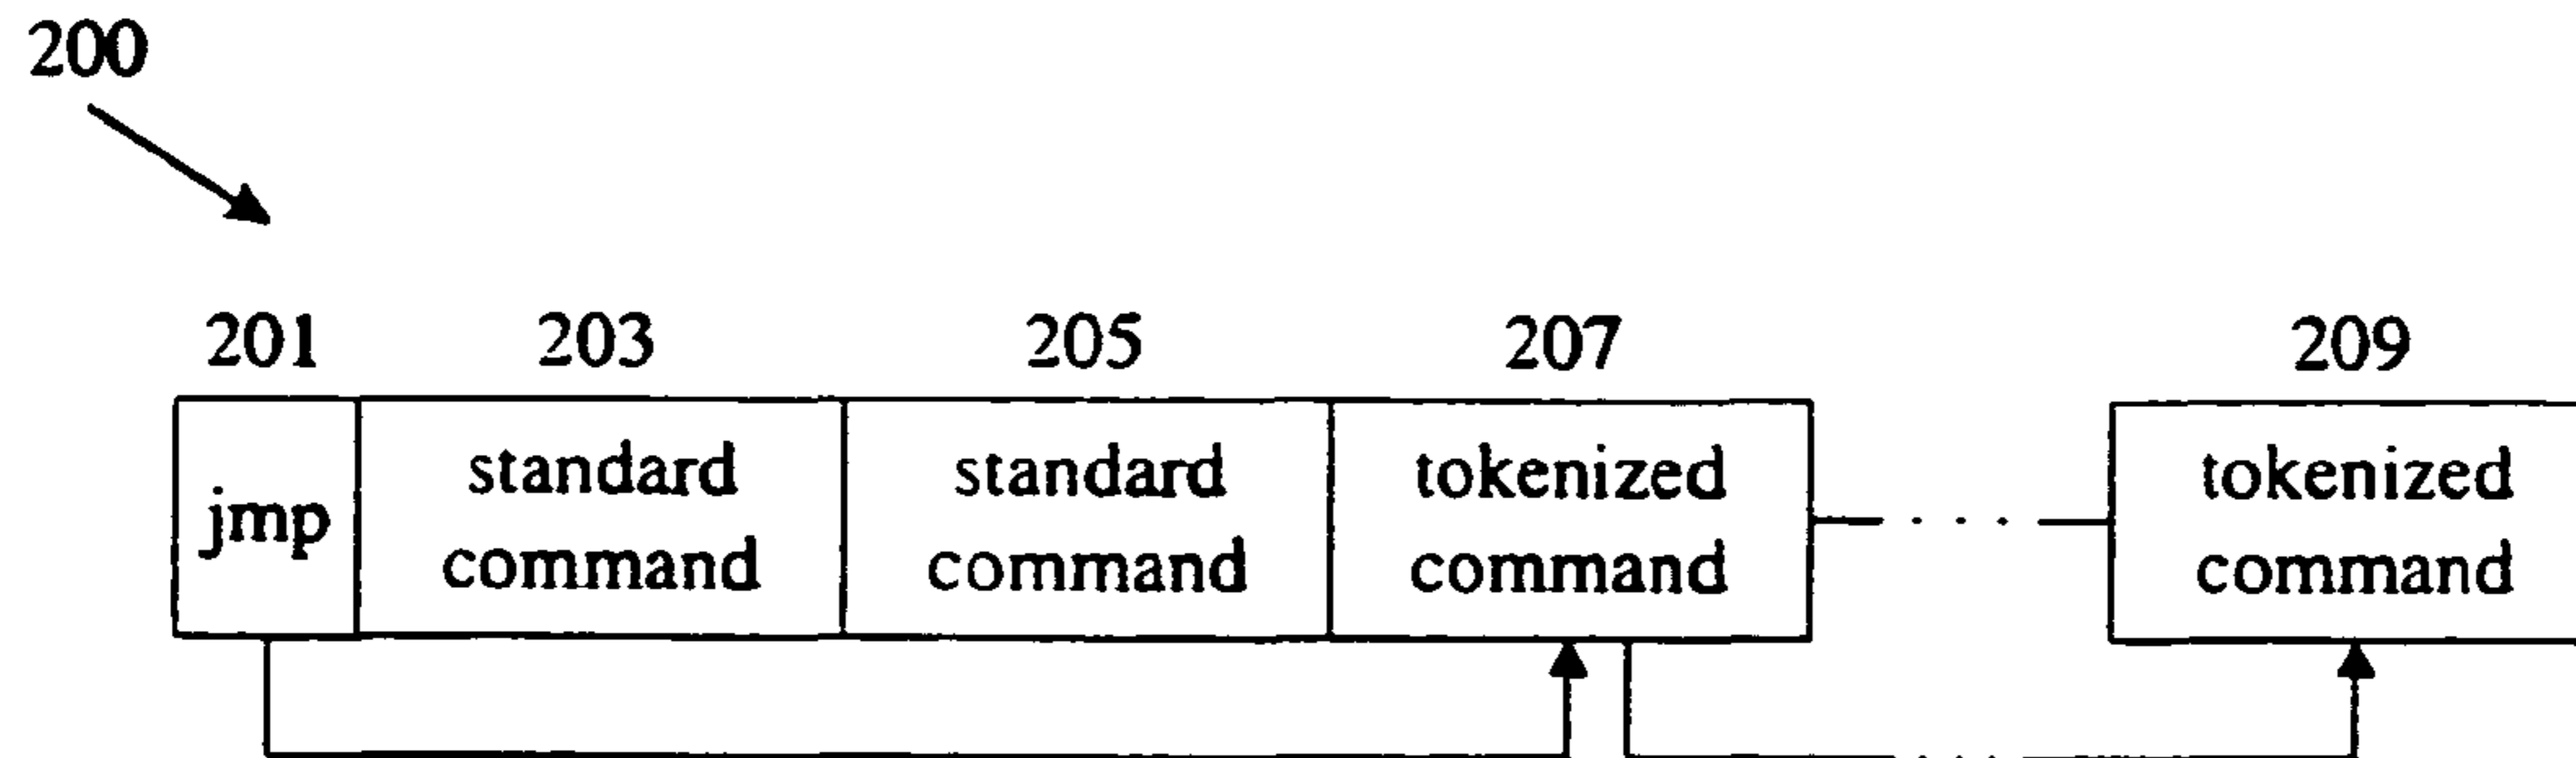 200
201 203 205 207 209
jmp
standard command
standard command
tokenized command
tokenized command